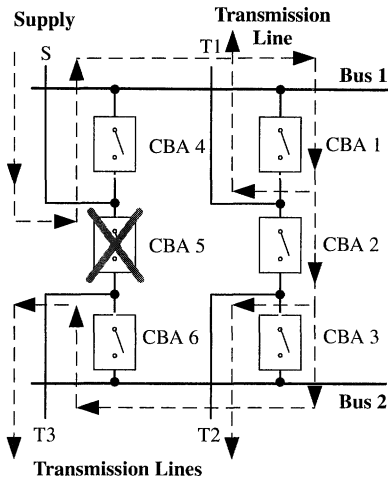 Supply
Transmission
Line
S
T1
Bus 1
CBA 4
CBA 1
CBA 5
CBA 2
CBA 6
CBA 3
Bus 2
T3
T2
Transmission Lines